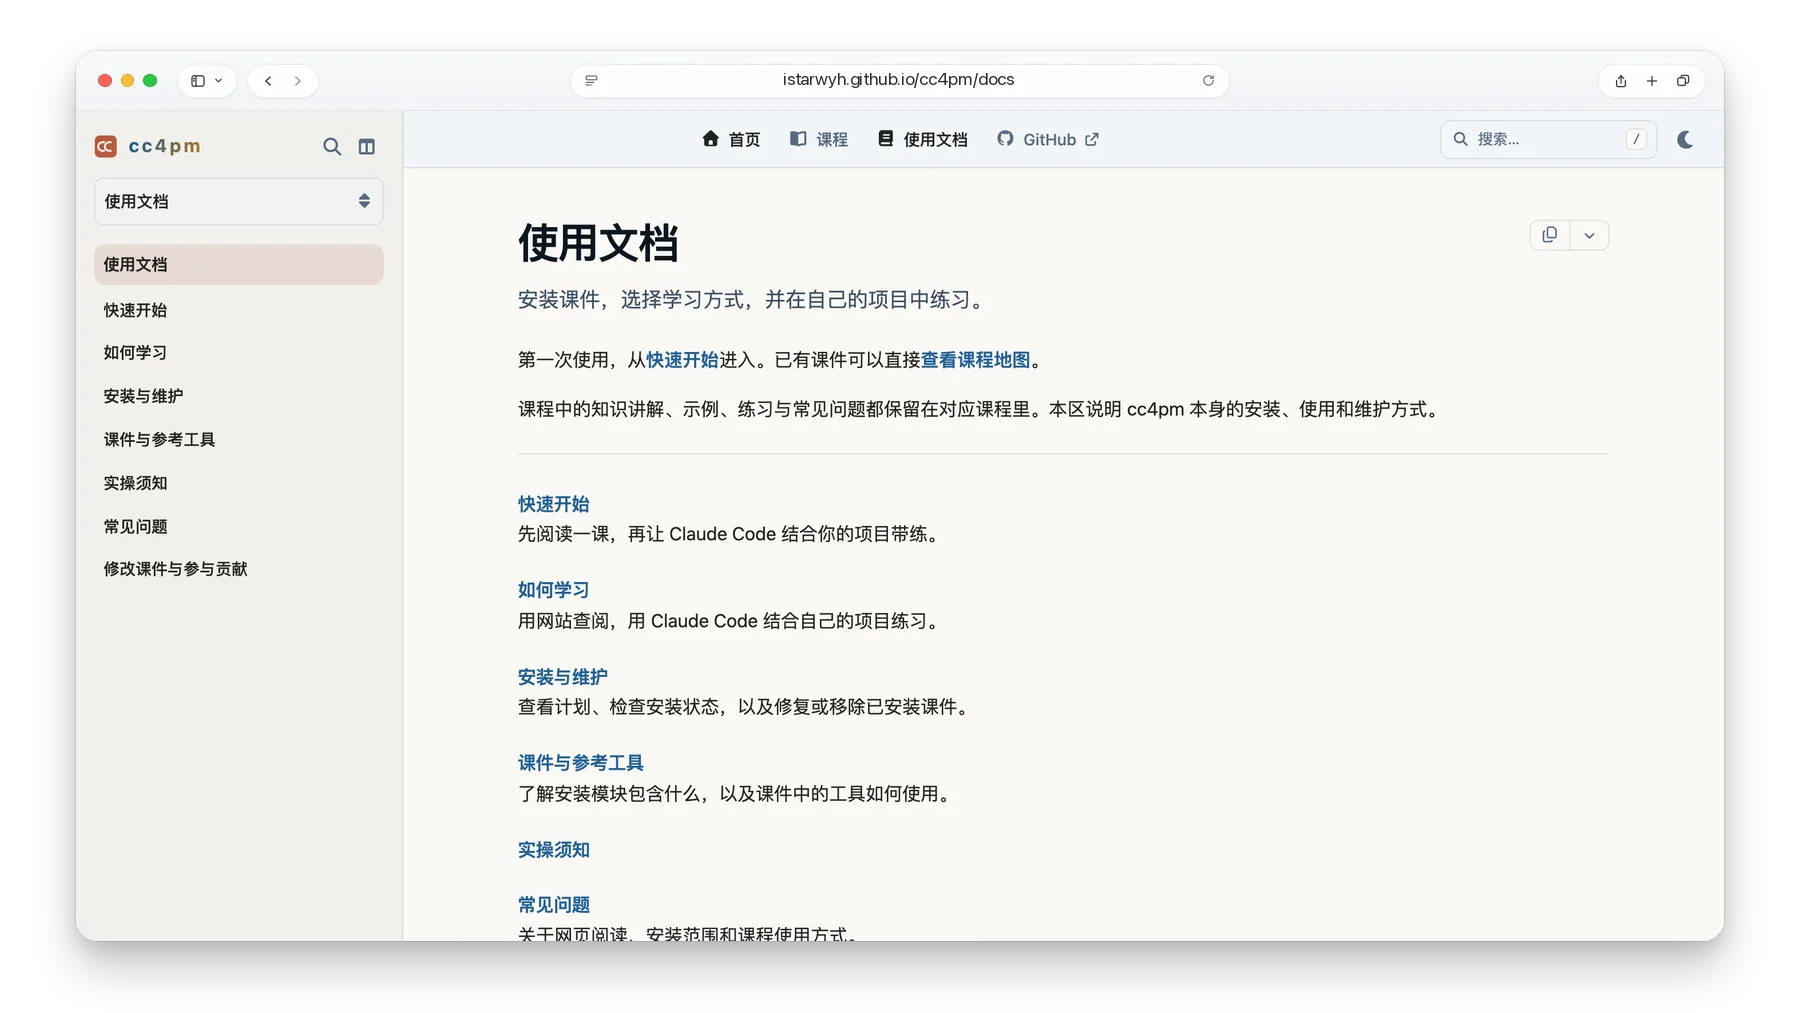 istarwyh.github.io/cc4pm/docs
cc4pm
使用文档
使用文档
快速开始
如何学习
安装与维护
课件与参考工具
实操须知
常见问题
修改课件与参与贡献
首页
课程
使用文档
GitHub
搜索...
/
使用文档
安装课件，选择学习方式，并在自己的项目中练习。
第一次使用，从快速开始进入。已有课件可以直接查看课程地图。
课程中的知识讲解、示例、练习与常见问题都保留在对应课程里。本区说明 cc4pm 本身的安装、使用和维护方式。
快速开始
先阅读一课，再让 Claude Code 结合你的项目带练。
如何学习
用网站查阅，用 Claude Code 结合自己的项目练习。
安装与维护
查看计划、检查安装状态，以及修复或移除已安装课件。
课件与参考工具
了解安装模块包含什么，以及课件中的工具如何使用。
实操须知
常见问题
关于网页阅读、安装范围和课程使用方式。